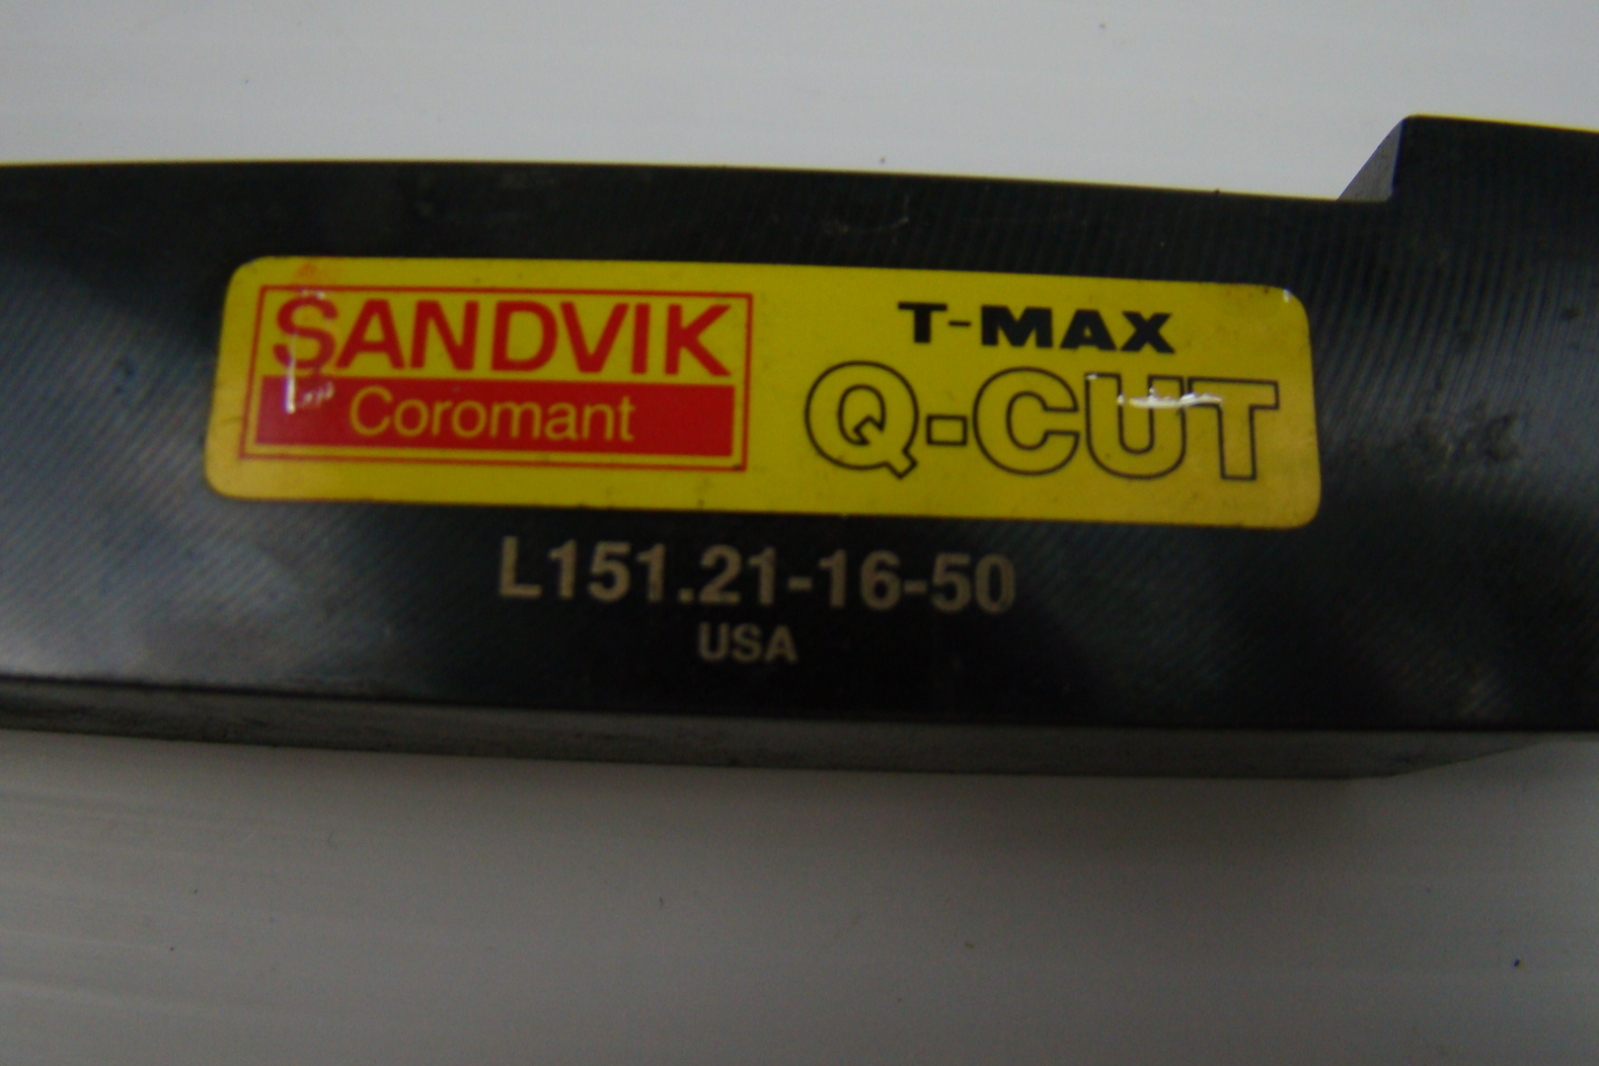 SANDVIK
Coromant
T-MAX
Q-CUT
L151.21-16-50
USA